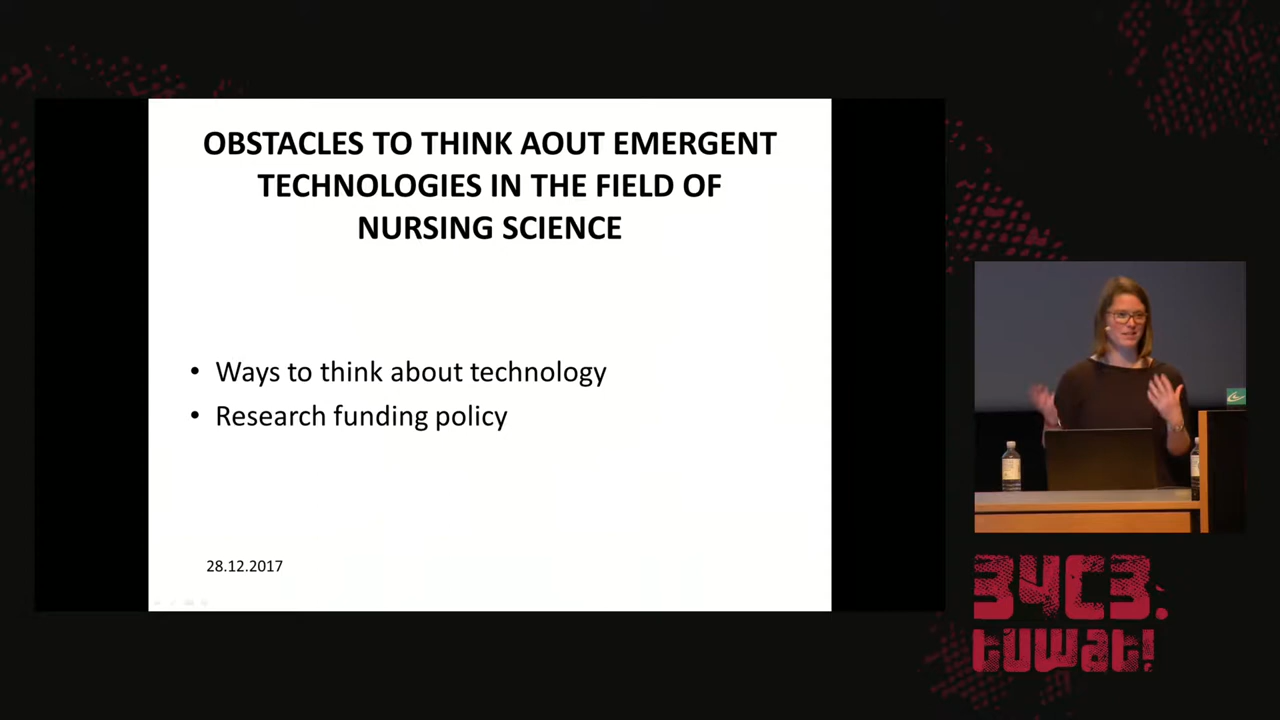 OBSTACLES TO THINK AOUT EMERGENT
TECHNOLOGIES IN THE FIELD OF
NURSING SCIENCE
• Ways to think about technology
• Research funding policy
28.12.2017
34C3.
tuwat!